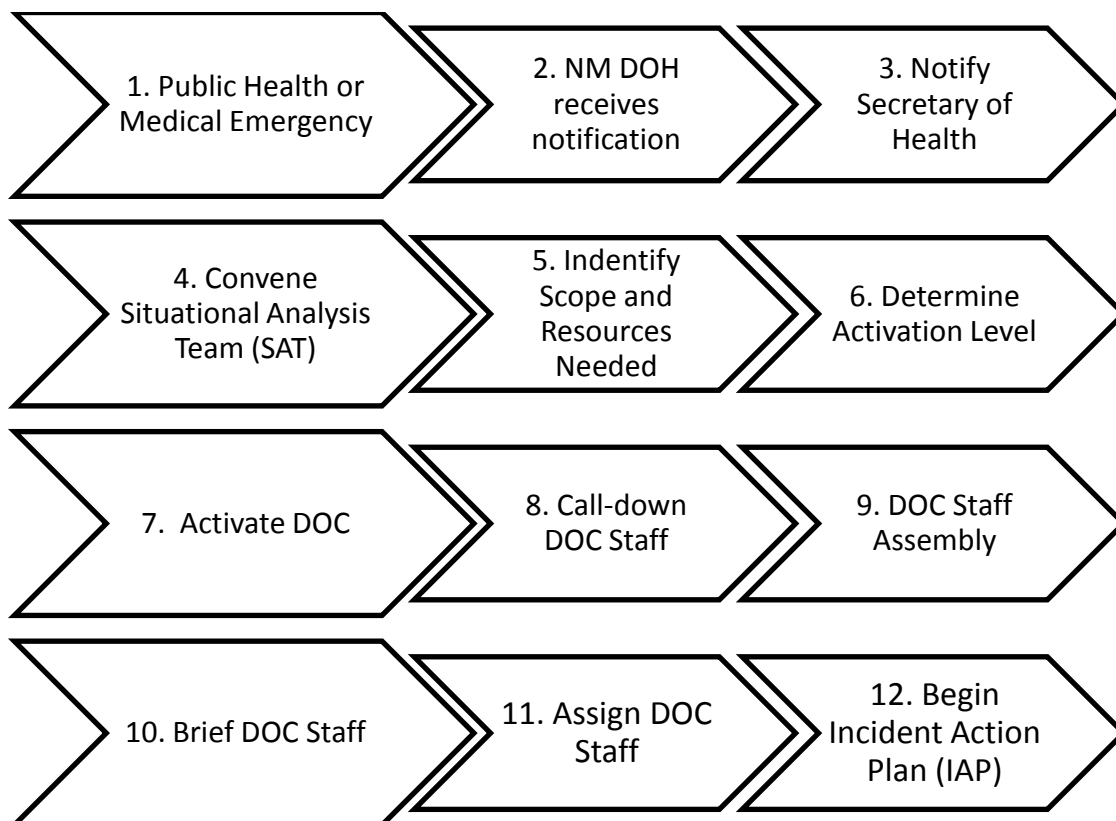 1. Public Health or
Medical Emergency
2. NM DOH
receives
notification
3. Notify
Secretary of
Health
4. Convene
Situational Analysis
Team (SAT)
5. Indentify
Scope and
Resources
Needed
6. Determine
Activation Level
7. Activate DOC
8. Call-down
DOC Staff
9. DOC Staff
Assembly
10. Brief DOC Staff
11. Assign DOC
Staff
12. Begin
Incident Action
Plan (IAP)